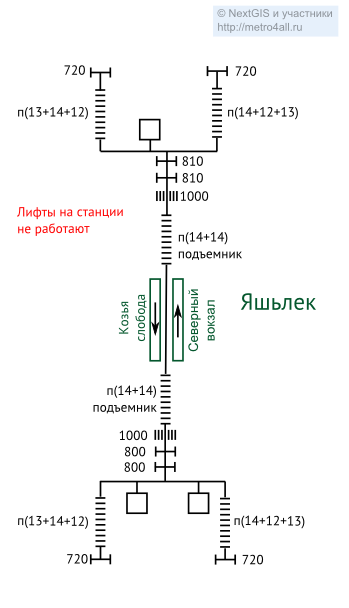 © NextGIS и участники
http://metro4all.ru
720
720
п(13+14+12)
п(14+12+13)
810
810
1000
Лифты на станции
не работают
п(14+14)
подъемник
Козья
слобода
Северный
вокзал
Яшьлек
п(14+14)
подъемник
1000
800
800
п(13+14+12)
п(14+12+13)
720
720